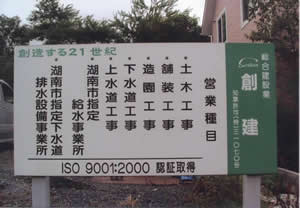 創造する21世紀
総合建設業
創建
営業種目
・土木工事
・舗装工事
・造園工事
・下水道工事
・上水道工事
・湖南市指定
給水事業所
・湖南市指定下水道
排水設備事業所
ISO 9001:2000 認証取得